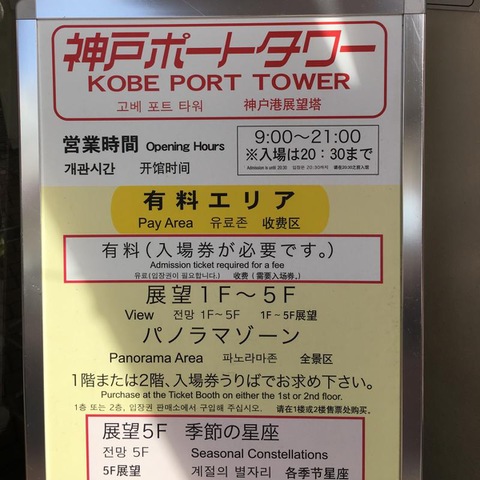 神戸ポートタワー
KOBE PORT TOWER
고베 포트 타워 神户港展望塔
営業時間 Opening Hours
개관시간 开馆时间
9:00～21:00
※入場は20：30まで
Admission is until 20:30
有料エリア
Pay Area 유료존 收费区
有料(入場券が必要です。)
Admission ticket required for a fee
유료(입장권이 필요합니다.) 收费（需要入场券。）
展望１F～５F
View 전망 1F～5F 1F～5F展望
パノラマゾーン
Panorama Area 파노라마존 全景区
１階または２階、入場券うりばでお求め下さい。
Purchase at the Ticket Booth on either the 1st or 2nd floor.
1층 또는 2층, 입장권 판매소에서 구입해 주십시오. 请在1楼或2楼售票处购买。
展望５F 季節の星座
전망 5F Seasonal Constellations
5F展望 계절의 별자리 各季节星座